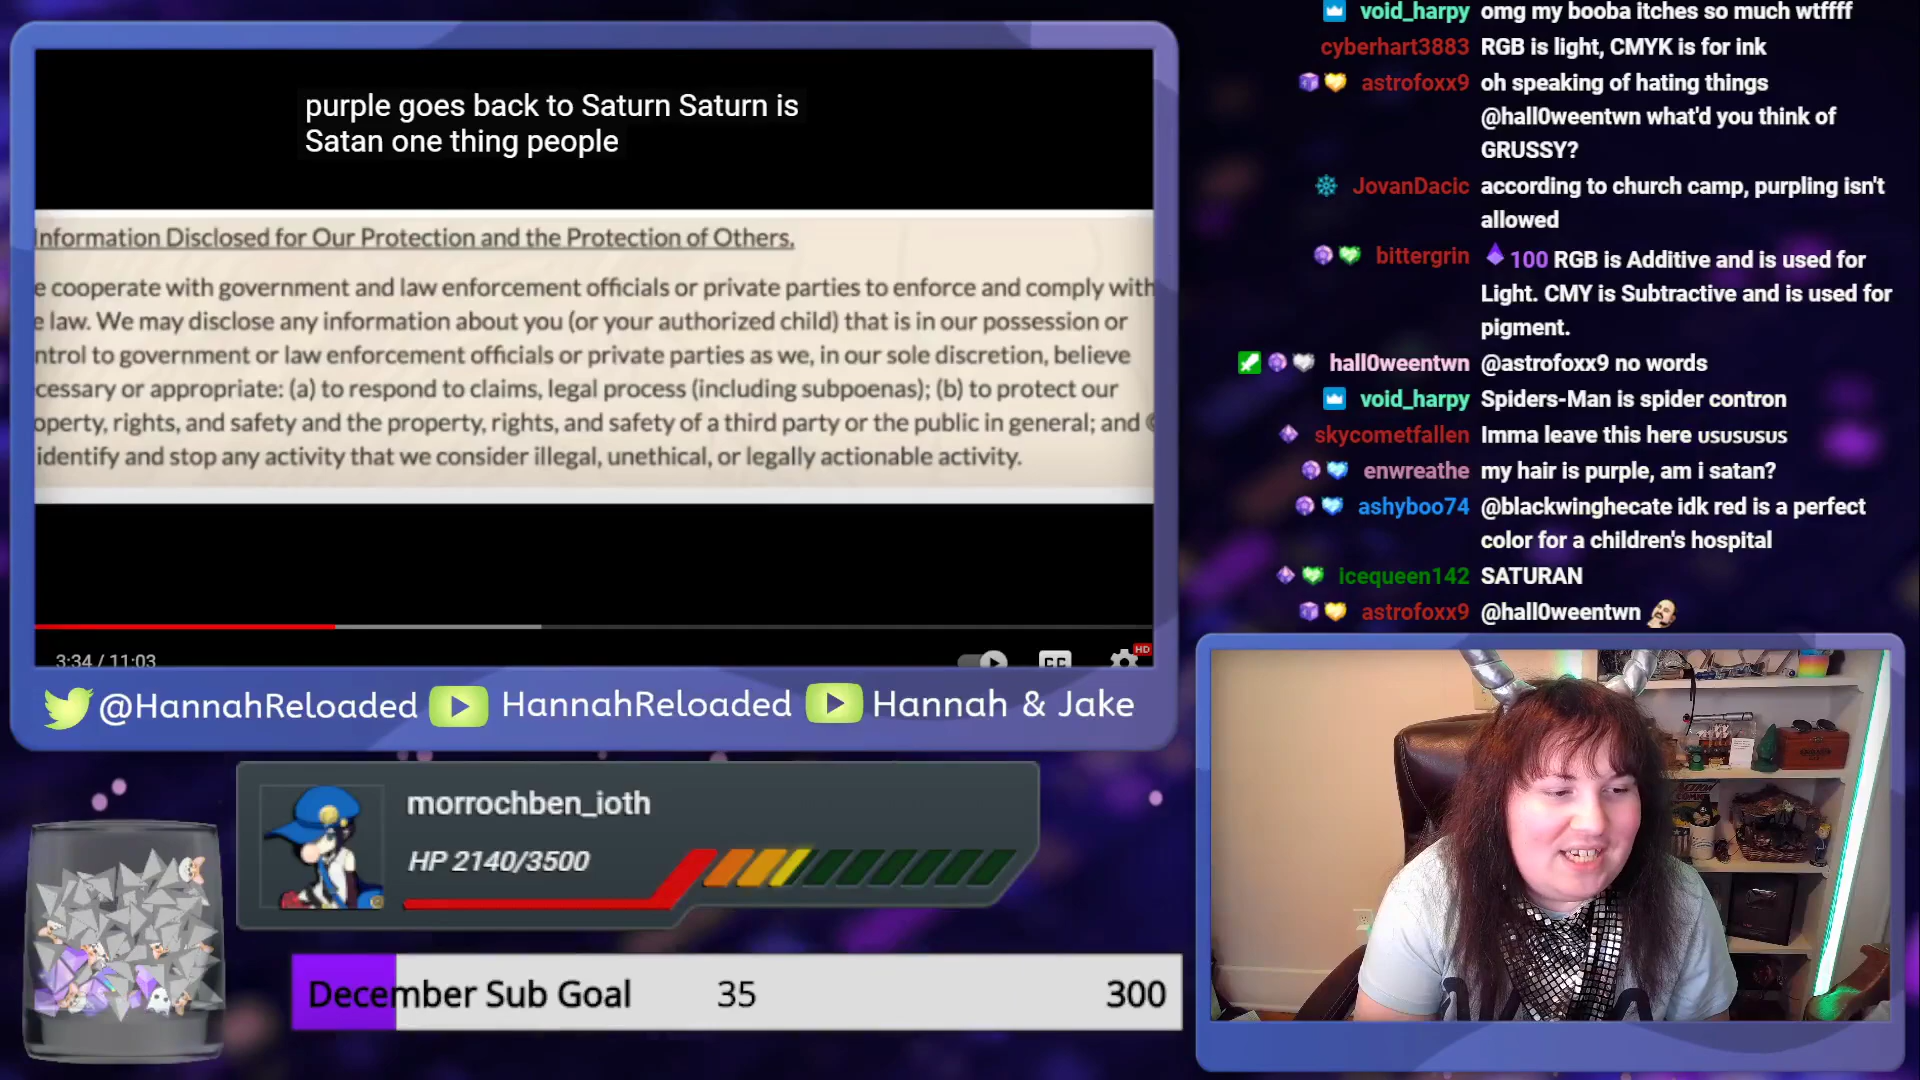 purple goes back to Saturn Saturn is
Satan one thing people
Information Disclosed for Our Protection and the Protection of Others.
e cooperate with government and law enforcement officials or private parties to enforce and comply with
e law. We may disclose any information about you (or your authorized child) that is in our possession or
ntrol to government or law enforcement officials or private parties as we, in our sole discretion, believe
cessary or appropriate: (a) to respond to claims, legal process (including subpoenas); (b) to protect our
operty, rights, and safety and the property, rights, and safety of a third party or the public in general; and
identify and stop any activity that we consider illegal, unethical, or legally actionable activity.
3:34 / 11:03
CC
HD
@HannahReloaded HannahReloaded Hannah & Jake
morrochben_ioth
HP 2140/3500
December Sub Goal 35 300
void_harpy omg my booba itches so much wtffff
cyberhart3883 RGB is light, CMYK is for ink
astrofoxx9 oh speaking of hating things
@hall0weentwn what'd you think of
GRUSSY?
JovanDacic according to church camp, purpling isn't
allowed
bittergrin 100 RGB is Additive and is used for
Light. CMY is Subtractive and is used for
pigment.
hall0weentwn @astrofoxx9 no words
void_harpy Spiders-Man is spider contron
skycometfallen Imma leave this here ususususus
enwreathe my hair is purple, am i satan?
ashyboo74 @blackwinghecate idk red is a perfect
color for a children's hospital
icequeen142 SATURAN
astrofoxx9 @hall0weentwn